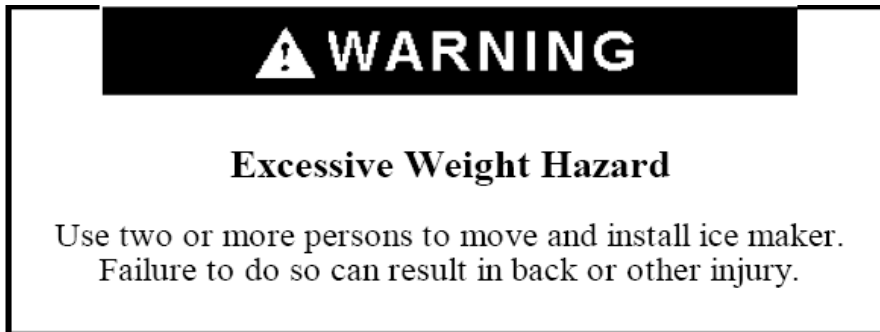 WARNING
Excessive Weight Hazard
Use two or more persons to move and install ice maker.
Failure to do so can result in back or other injury.